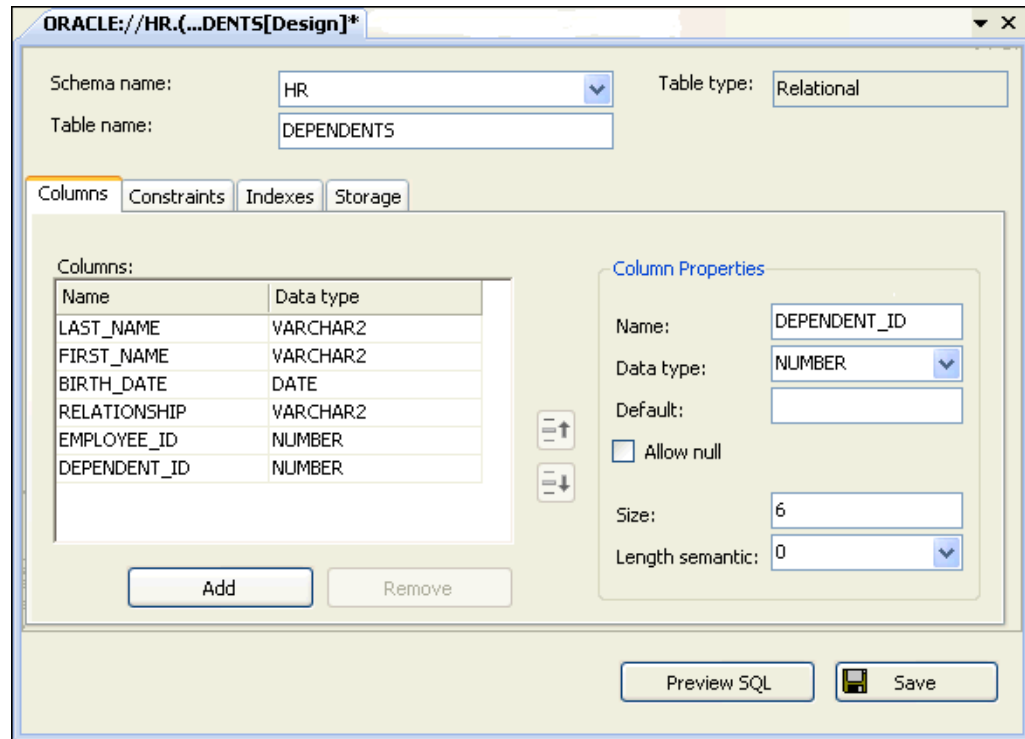 ORACLE://HR.(...DENTS[Design]*
Schema name: HR Table type: Relational
Table name: DEPENDENTS
Columns Constraints Indexes Storage
Columns:
Name Data type
LAST_NAME VARCHAR2
FIRST_NAME VARCHAR2
BIRTH_DATE DATE
RELATIONSHIP VARCHAR2
EMPLOYEE_ID NUMBER
DEPENDENT_ID NUMBER
Add Remove
Column Properties
Name: DEPENDENT_ID
Data type: NUMBER
Default:
Allow null
Size: 6
Length semantic: 0
Preview SQL Save